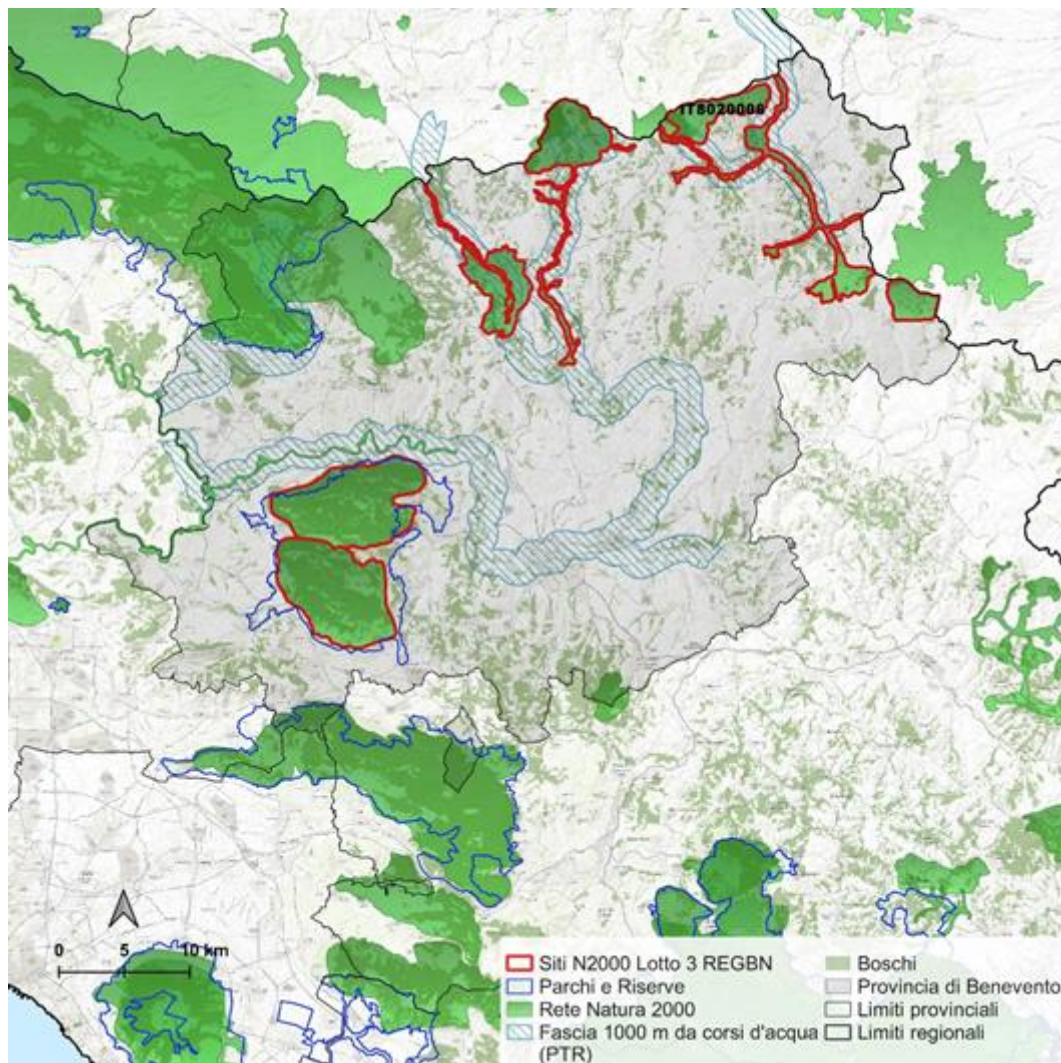 IT8020006
0 5 10 km
Siti N2000 Lotto 3 REGBN
Parchi e Riserve
Rete Natura 2000
Fascia 1000 m da corsi d'acqua
(PTR)
Boschi
Provincia di Benevento
Limiti provinciali
Limiti regionali